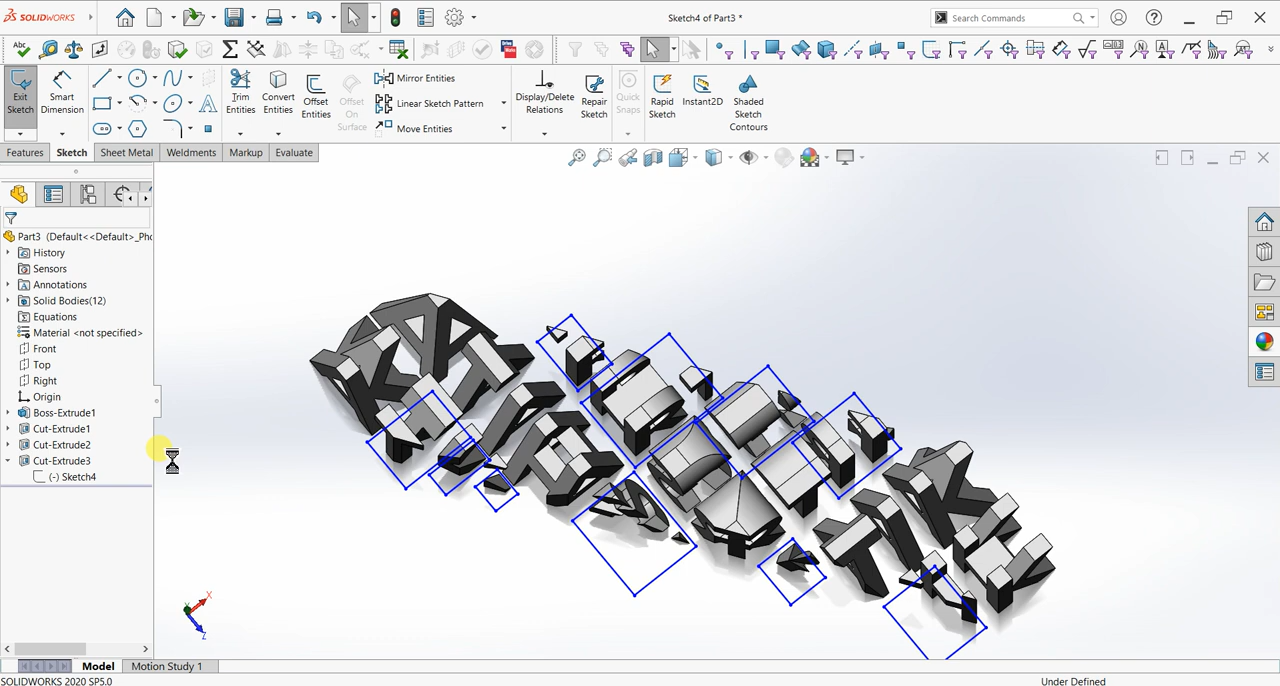 SOLIDWORKS
Sketch4 of Part3 *
Search Commands
Exit Sketch
Smart Dimension
Trim Entities
Convert Entities
Offset Entities
Offset On Surface
Mirror Entities
Linear Sketch Pattern
Move Entities
Display/Delete Relations
Repair Sketch
Quick Snaps
Rapid Sketch
Instant2D
Shaded Sketch Contours
Features
Sketch
Sheet Metal
Weldments
Markup
Evaluate
Part3 (Default<<Default>_Pho
History
Sensors
Annotations
Solid Bodies(12)
Equations
Material <not specified>
Front
Top
Right
Origin
Boss-Extrude1
Cut-Extrude1
Cut-Extrude2
Cut-Extrude3
(-) Sketch4
Y
X
Z
Model
Motion Study 1
SOLIDWORKS 2020 SP5.0
Under Defined